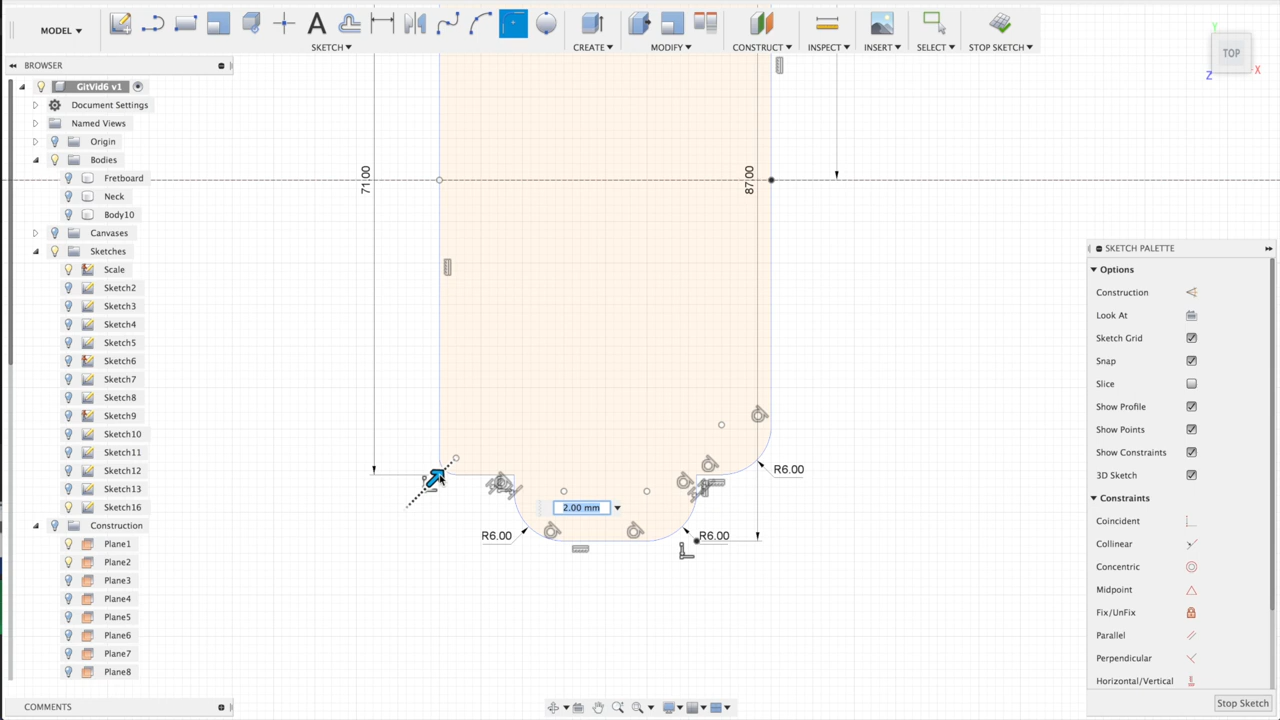 MODEL
SKETCH
CREATE
MODIFY
CONSTRUCT
INSPECT
INSERT
SELECT
STOP SKETCH
TOP
Y
X
Z
BROWSER
GitVid6 v1
Document Settings
Named Views
Origin
Bodies
Fretboard
Neck
Body10
Canvases
Sketches
Scale
Sketch2
Sketch3
Sketch4
Sketch5
Sketch6
Sketch7
Sketch8
Sketch9
Sketch10
Sketch11
Sketch12
Sketch13
Sketch16
Construction
Plane1
Plane2
Plane3
Plane4
Plane5
Plane6
Plane7
Plane8
COMMENTS
71.00
87.00
R6.00
2.00 mm
R6.00
R6.00
SKETCH PALETTE
Options
Construction
Look At
Sketch Grid
Snap
Slice
Show Profile
Show Points
Show Constraints
3D Sketch
Constraints
Coincident
Collinear
Concentric
Midpoint
Fix/UnFix
Parallel
Perpendicular
Horizontal/Vertical
Stop Sketch